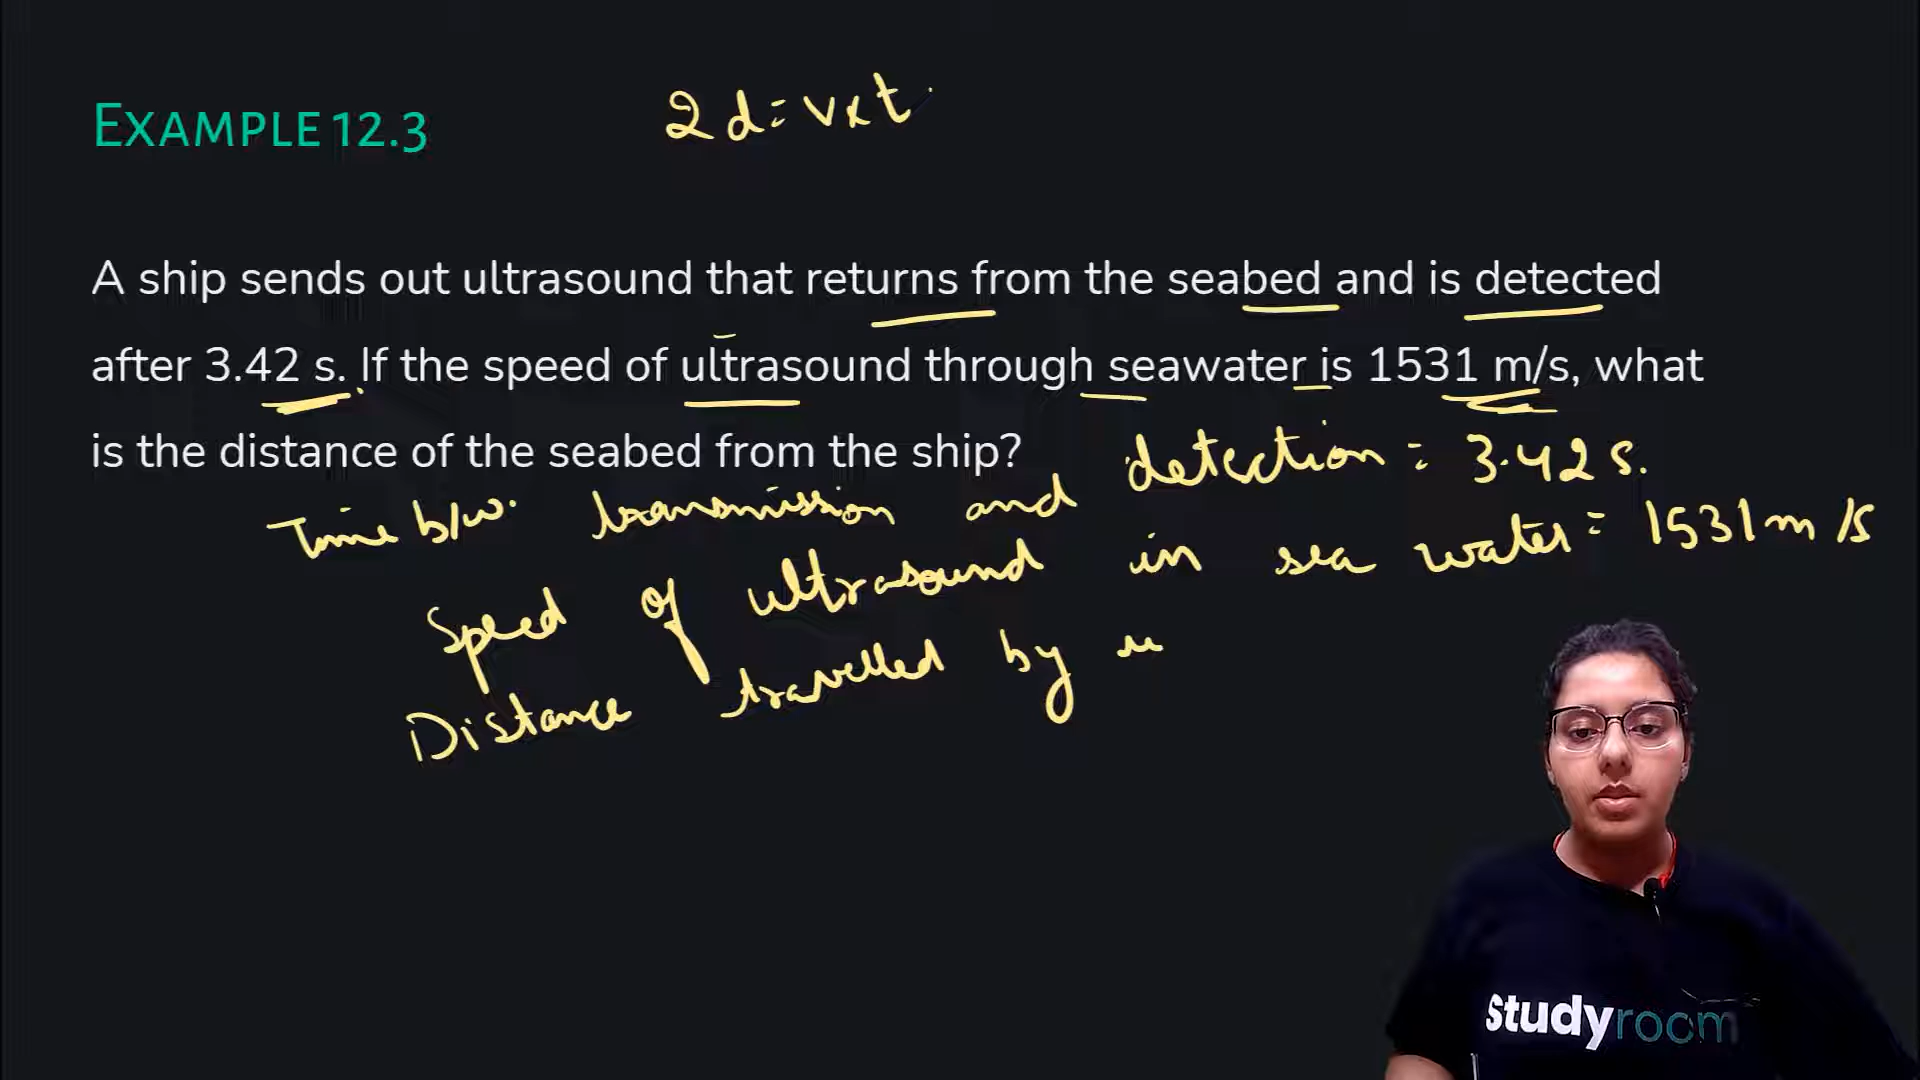 EXAMPLE 12.3
2d = v x t
A ship sends out ultrasound that returns from the seabed and is detected
after 3.42 s. If the speed of ultrasound through seawater is 1531 m/s, what
is the distance of the seabed from the ship?
Time b/w. transmission and detection = 3.42 s.
Speed of ultrasound in sea water = 1531 m/s
Distance travelled by u
studyroom